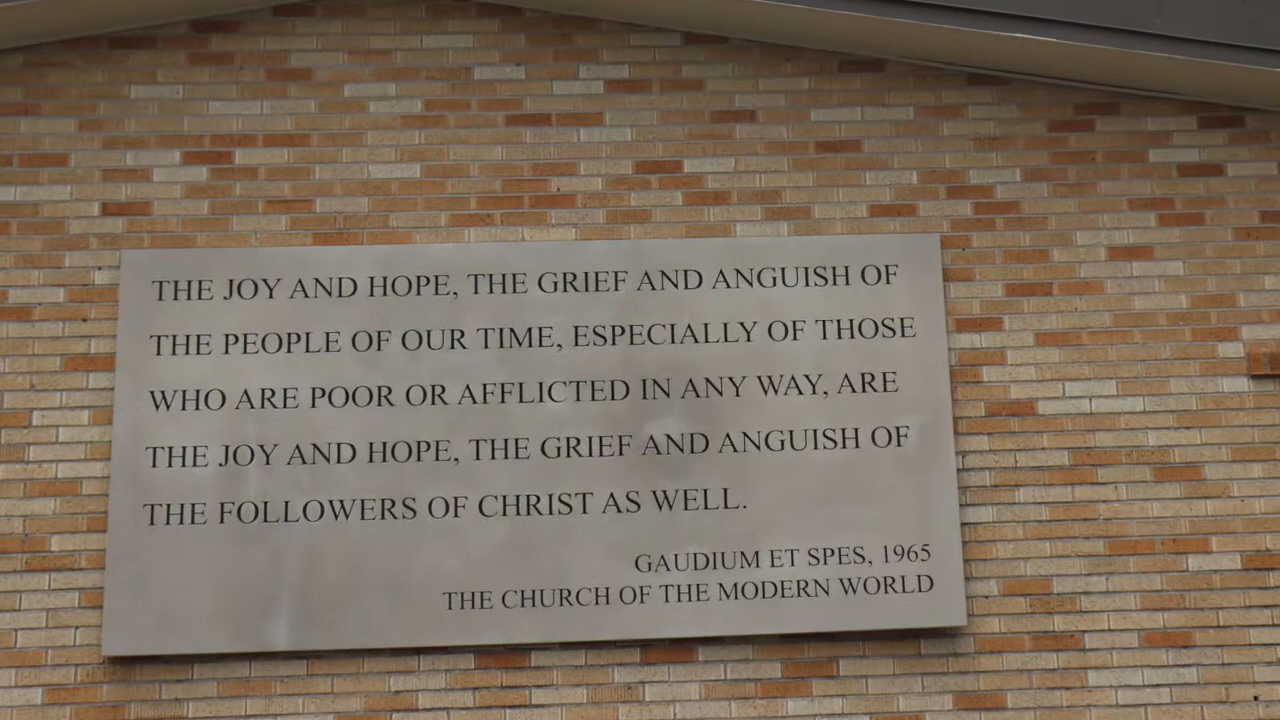 THE JOY AND HOPE, THE GRIEF AND ANGUISH OF
THE PEOPLE OF OUR TIME, ESPECIALLY OF THOSE
WHO ARE POOR OR AFFLICTED IN ANY WAY, ARE
THE JOY AND HOPE, THE GRIEF AND ANGUISH OF
THE FOLLOWERS OF CHRIST AS WELL.
GAUDIUM ET SPES, 1965
THE CHURCH OF THE MODERN WORLD